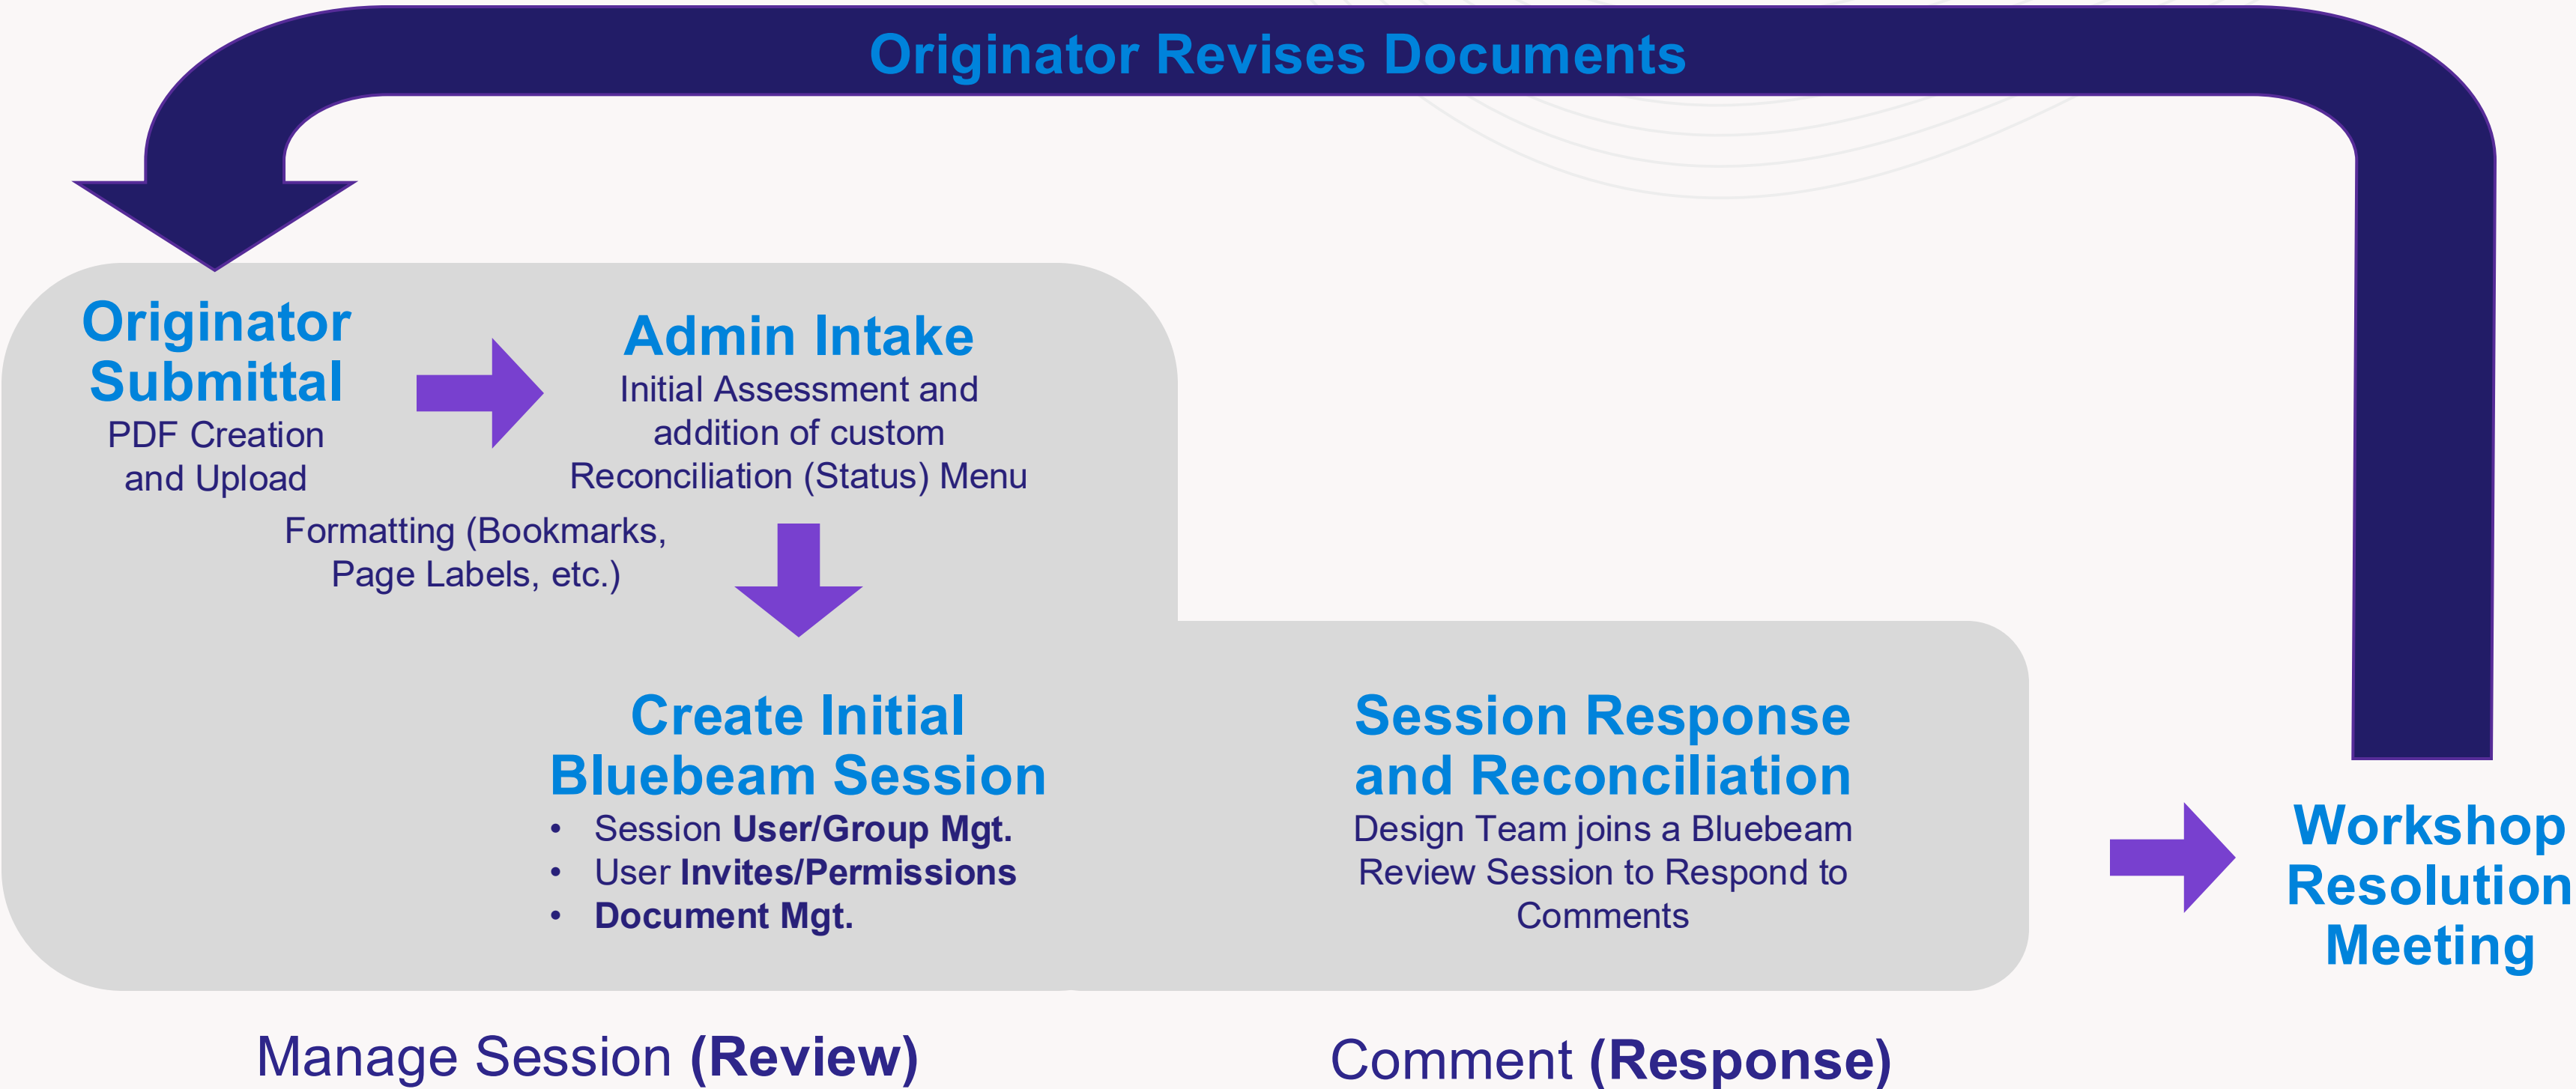 Originator Revises Documents
Originator
Submittal
PDF Creation
and Upload
Admin Intake
Initial Assessment and
addition of custom
Reconciliation (Status) Menu
Formatting (Bookmarks,
Page Labels, etc.)
Create Initial
Bluebeam Session
• Session User/Group Mgt.
• User Invites/Permissions
• Document Mgt.
Session Response
and Reconciliation
Design Team joins a Bluebeam
Review Session to Respond to
Comments
Workshop
Resolution
Meeting
Manage Session (Review)
Comment (Response)